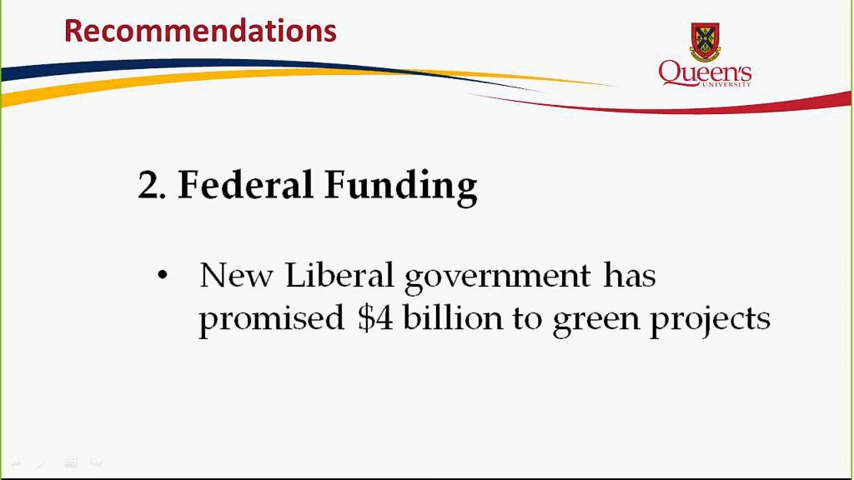 Recommendations
Queen's
UNIVERSITY
2. Federal Funding
• New Liberal government has
promised $4 billion to green projects